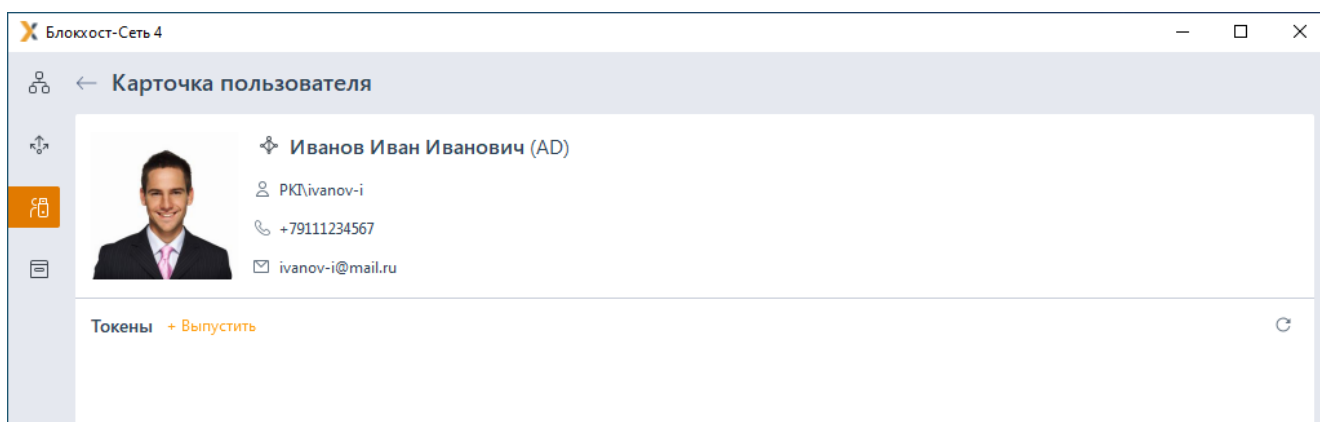 Блокхост-Сеть 4
Карточка пользователя
Иванов Иван Иванович (AD)
PKI\ivanov-i
+79111234567
ivanov-i@mail.ru
Токены + Выпустить